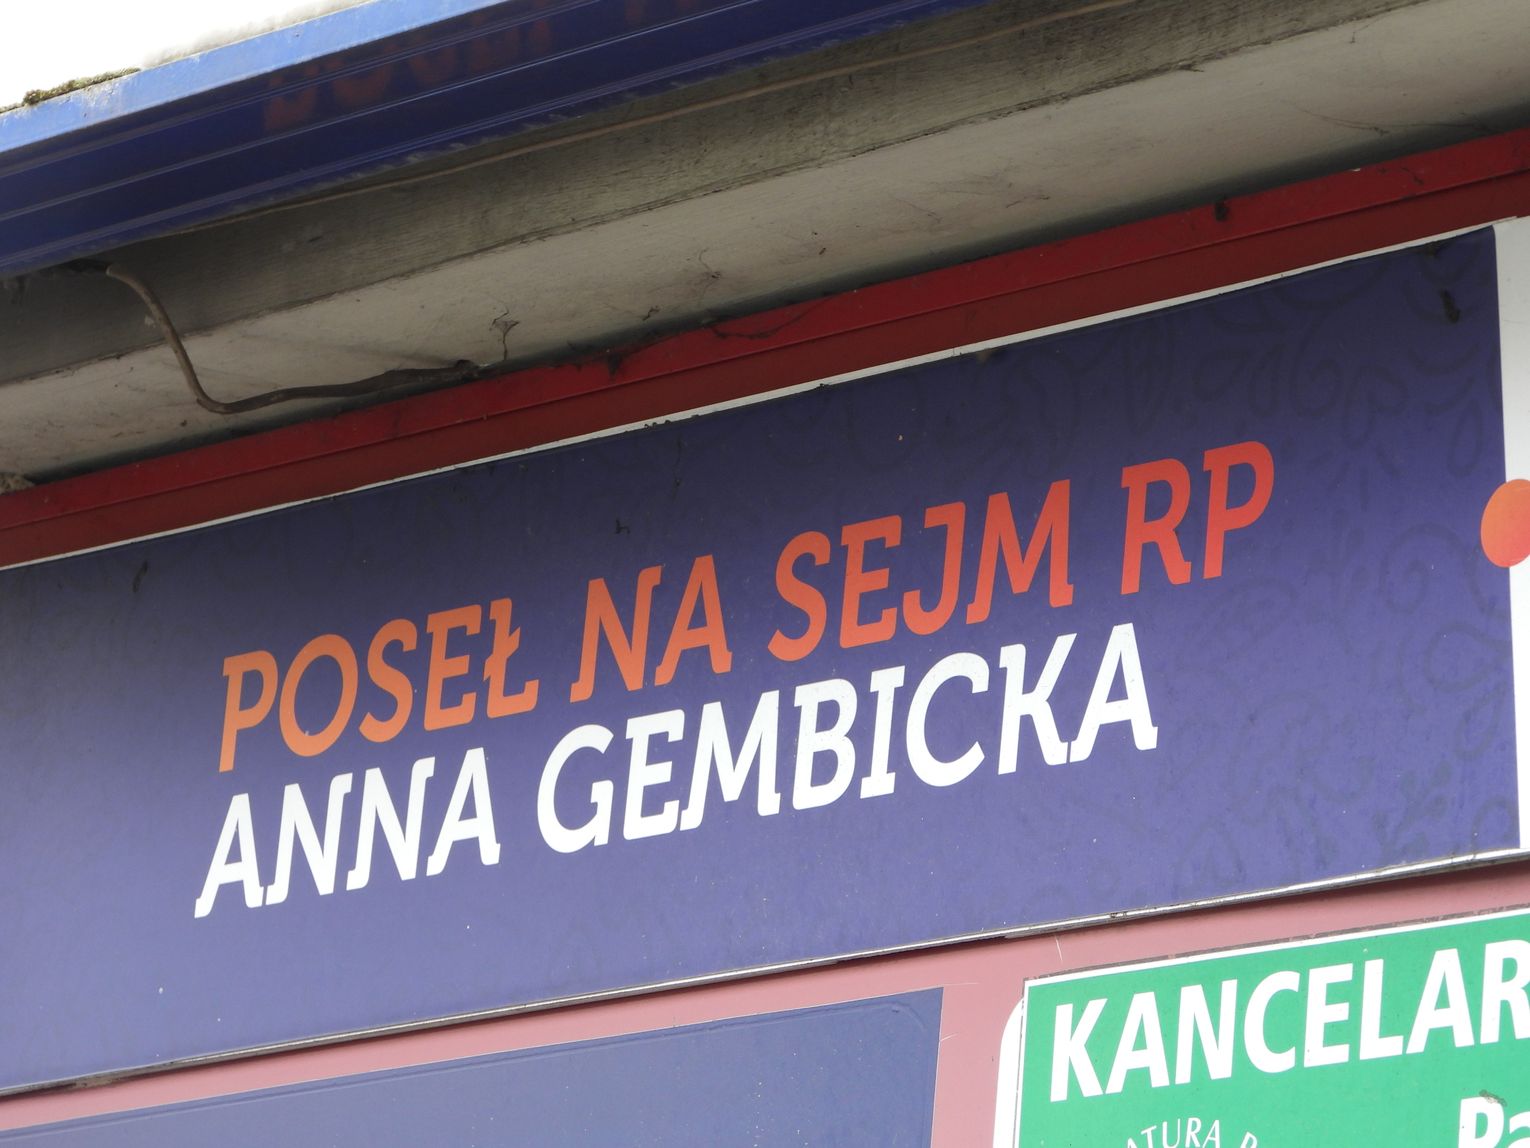 POSEŁ NA SEJM RP
ANNA GEMBICKA
KANCELAR